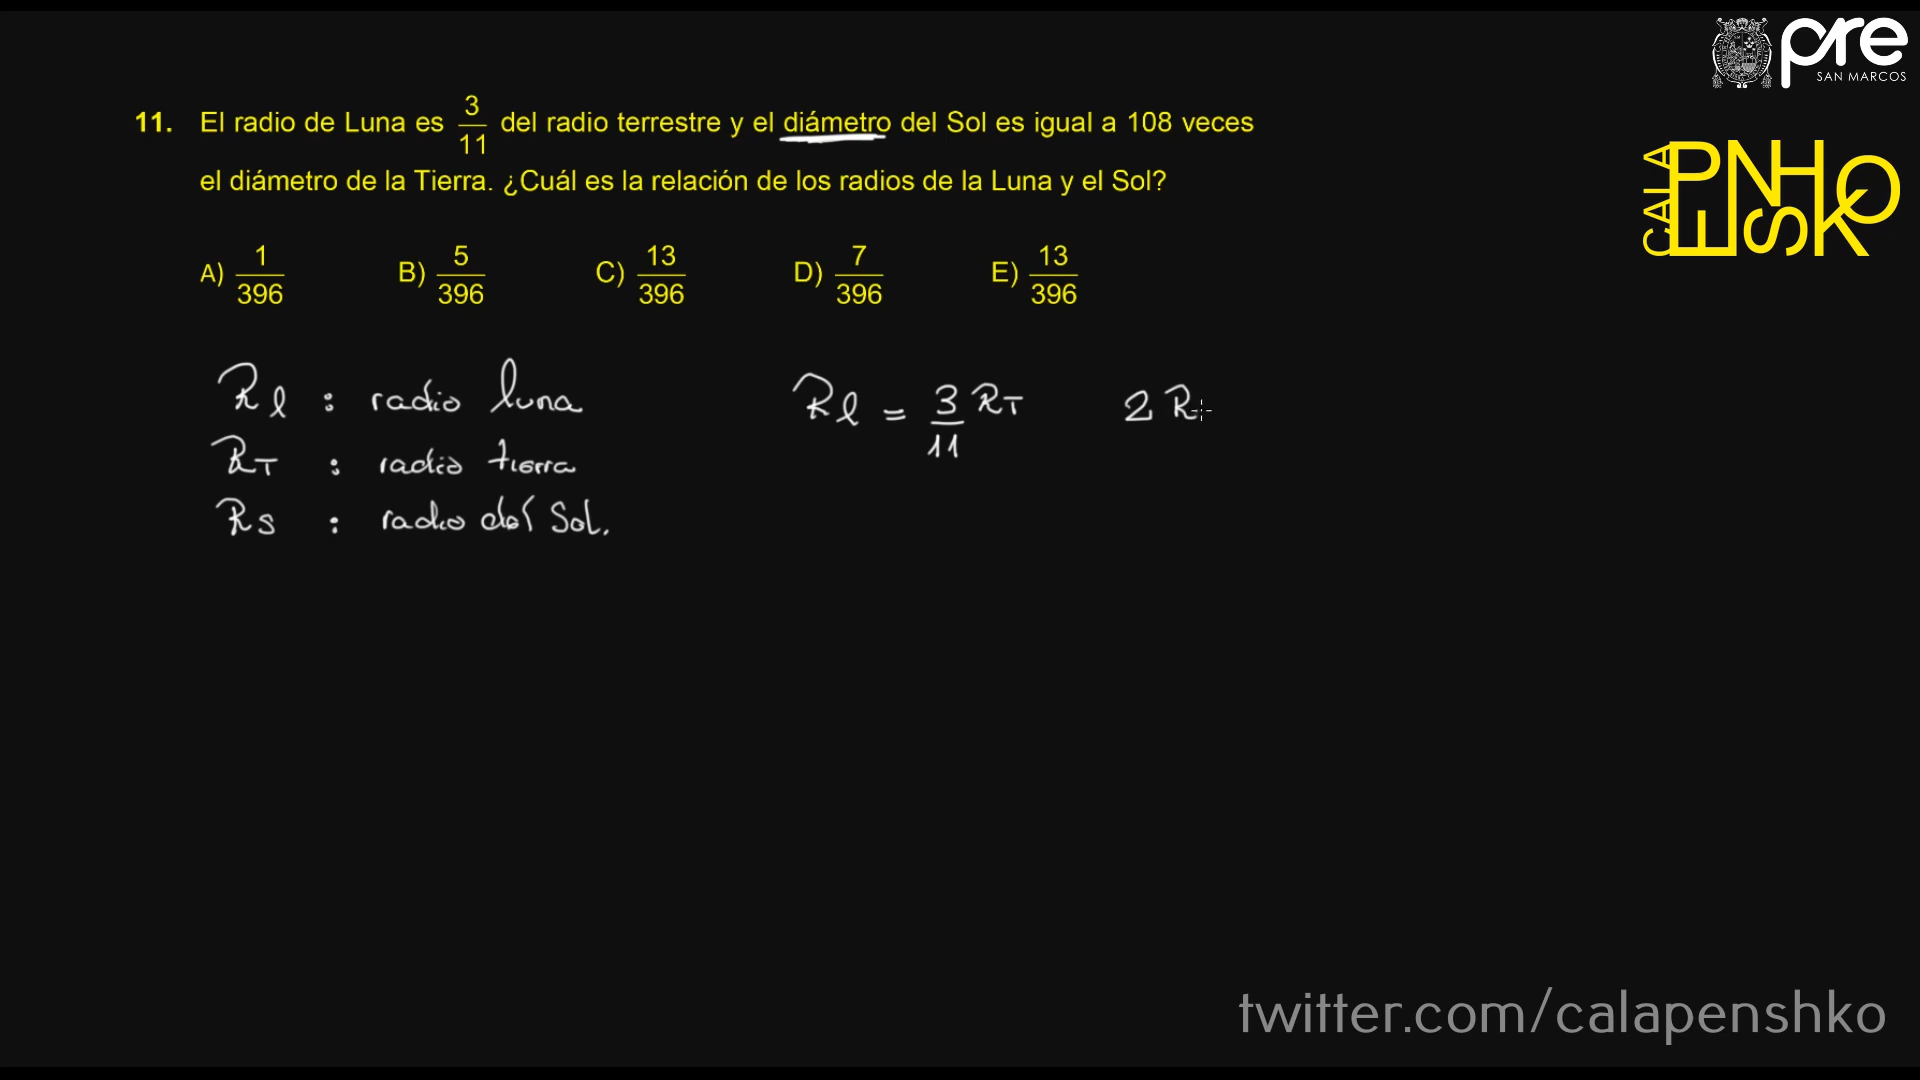 pre
SAN MARCOS
11. El radio de Luna es 3/11 del radio terrestre y el diámetro del Sol es igual a 108 veces
el diámetro de la Tierra. ¿Cuál es la relación de los radios de la Luna y el Sol?
CALA PENSHKO
A) 1/396 B) 5/396 C) 13/396 D) 7/396 E) 13/396
Rl : radio luna
Rl = 3/11 RT 2 R
RT : radio tierra
RS : radio del Sol.
twitter.com/calapenshko